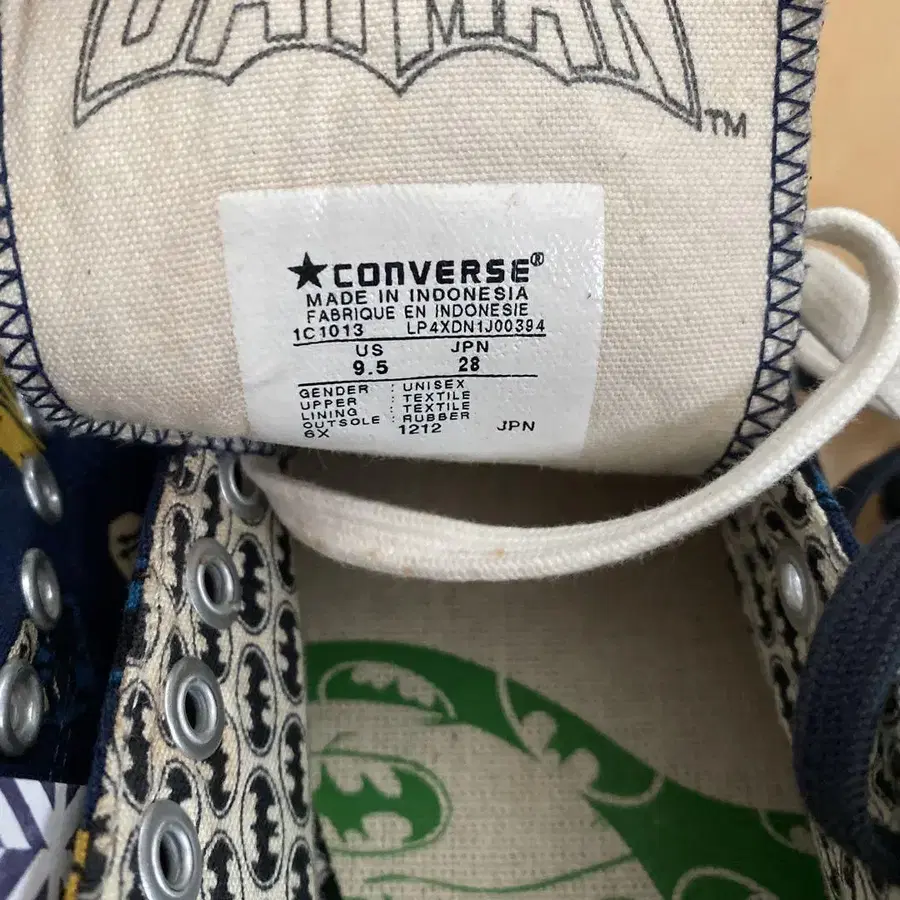 BATMAN TM
★CONVERSE®
MADE IN INDONESIA
FABRIQUE EN INDONESIE
1C1013 LP4XDN1J00394
US JPN
9.5 28
GENDER : UNISEX
UPPER : TEXTILE
LINING : TEXTILE
OUTSOLE : RUBBER
6X 1212 JPN